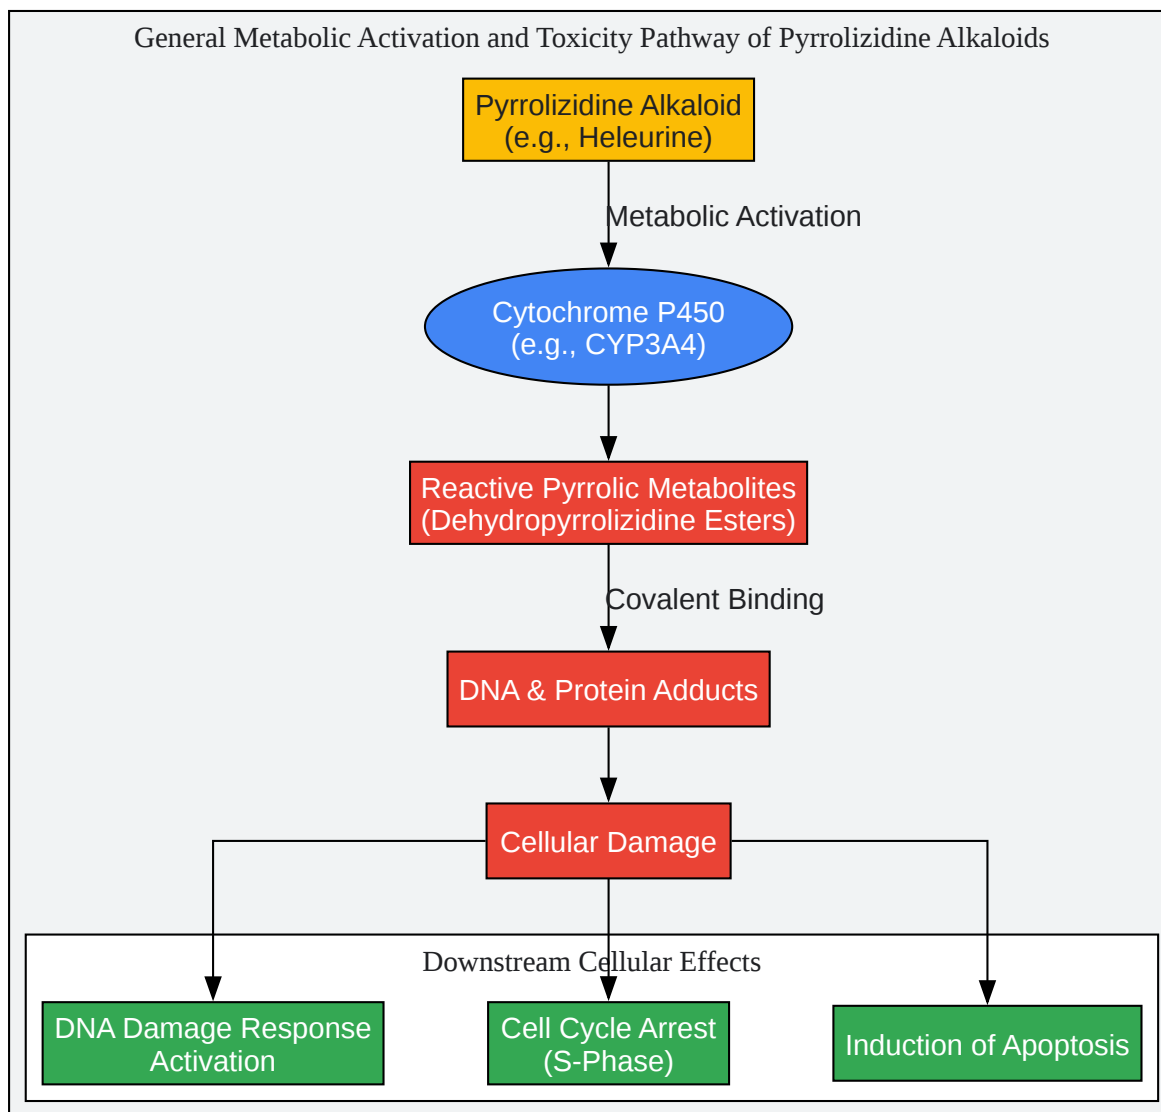 General Metabolic Activation and Toxicity Pathway of Pyrrolizidine Alkaloids
Pyrrolizidine Alkaloid
(e.g., Heleurine)
Metabolic Activation
Cytochrome P450
(e.g., CYP3A4)
Reactive Pyrrolic Metabolites
(Dehydropyrrolizidine Esters)
Covalent Binding
DNA & Protein Adducts
Cellular Damage
Downstream Cellular Effects
DNA Damage Response
Activation
Cell Cycle Arrest
(S-Phase)
Induction of Apoptosis